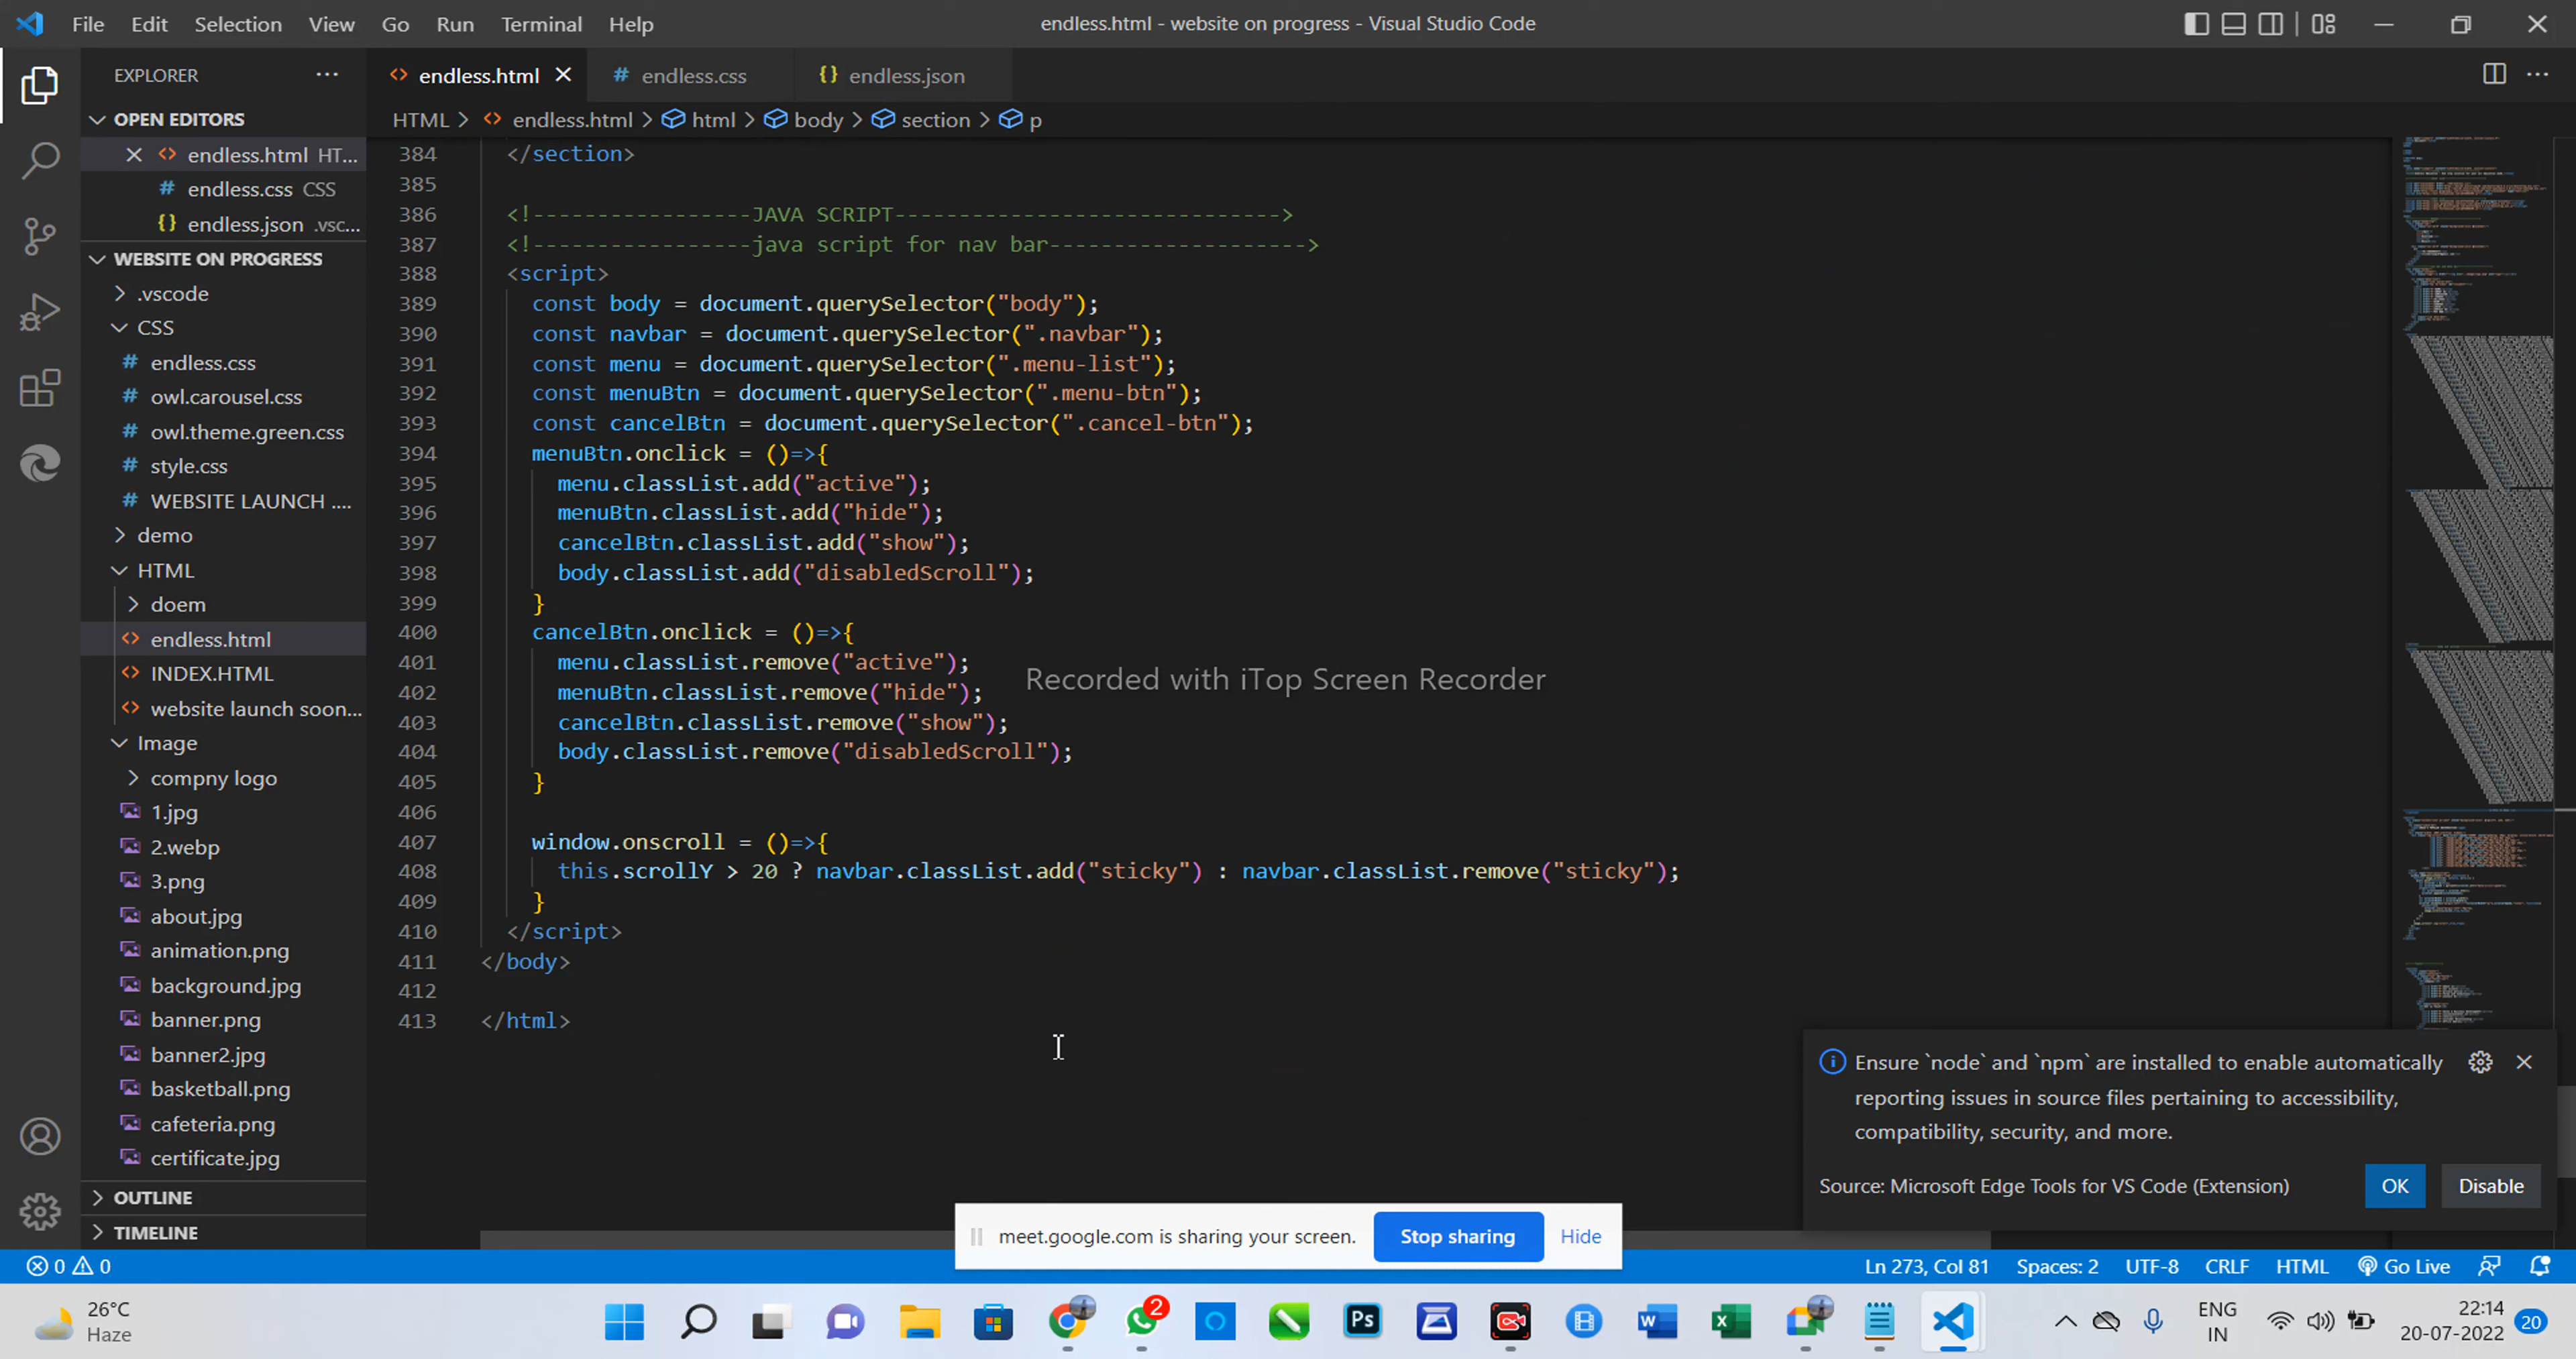 File Edit Selection View Go Run Terminal Help
endless.html - website on progress - Visual Studio Code
EXPLORER
endless.html
endless.css
endless.json
OPEN EDITORS
endless.html HT...
endless.css CSS
endless.json .vsc...
WEBSITE ON PROGRESS
.vscode
CSS
endless.css
owl.carousel.css
owl.theme.green.css
style.css
WEBSITE LAUNCH ....
demo
HTML
doem
endless.html
INDEX.HTML
website launch soon...
Image
compny logo
1.jpg
2.webp
3.png
about.jpg
animation.png
background.jpg
banner.png
banner2.jpg
basketball.png
cafeteria.png
certificate.jpg
OUTLINE
TIMELINE
HTML > endless.html > html > body > section > p
384 </section>
385
386 <!-----------------JAVA SCRIPT------------------------------>
387 <!-----------------java script for nav bar-------------------->
388 <script>
389 const body = document.querySelector("body");
390 const navbar = document.querySelector(".navbar");
391 const menu = document.querySelector(".menu-list");
392 const menuBtn = document.querySelector(".menu-btn");
393 const cancelBtn = document.querySelector(".cancel-btn");
394 menuBtn.onclick = ()=>{
395 menu.classList.add("active");
396 menuBtn.classList.add("hide");
397 cancelBtn.classList.add("show");
398 body.classList.add("disabledScroll");
399 }
400 cancelBtn.onclick = ()=>{
401 menu.classList.remove("active");
402 menuBtn.classList.remove("hide");
403 cancelBtn.classList.remove("show");
404 body.classList.remove("disabledScroll");
405 }
406
407 window.onscroll = ()=>{
408 this.scrollY > 20 ? navbar.classList.add("sticky") : navbar.classList.remove("sticky");
409 }
410 </script>
411 </body>
412
413 </html>
Recorded with iTop Screen Recorder
Ensure `node` and `npm` are installed to enable automatically
reporting issues in source files pertaining to accessibility,
compatibility, security, and more.
Source: Microsoft Edge Tools for VS Code (Extension)
OK
Disable
meet.google.com is sharing your screen.
Stop sharing
Hide
0 0
Ln 273, Col 81 Spaces: 2 UTF-8 CRLF HTML Go Live
26°C
Haze
2
Ps
ENG
IN
22:14
20-07-2022
20